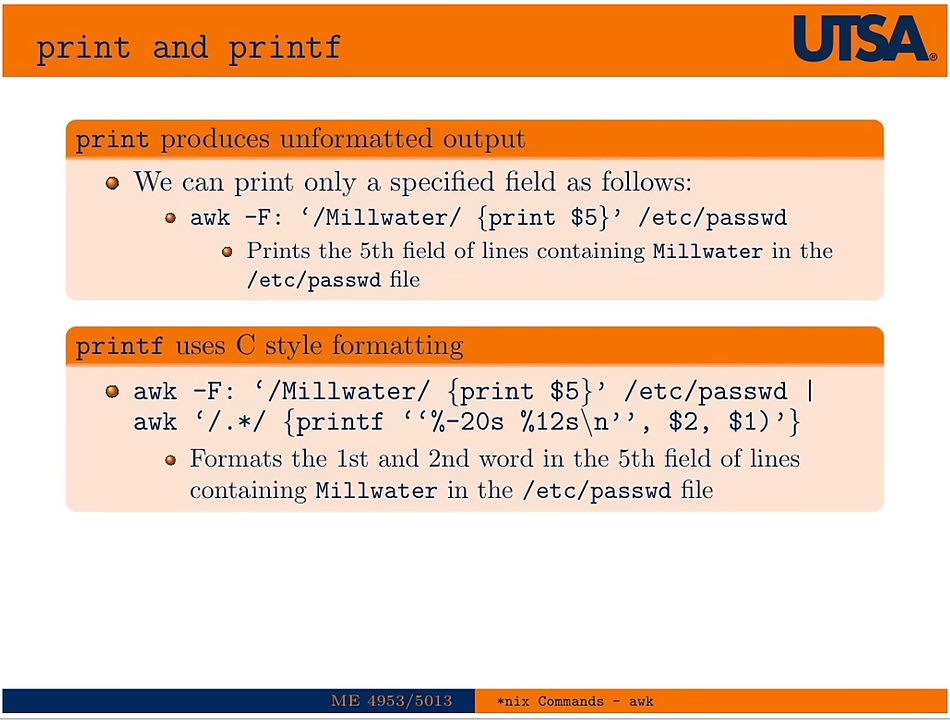 print and printf
UTSA®
print produces unformatted output
We can print only a specified field as follows:
awk -F: ‘/Millwater/ {print $5}’ /etc/passwd
Prints the 5th field of lines containing Millwater in the
/etc/passwd file
printf uses C style formatting
awk -F: ‘/Millwater/ {print $5}’ /etc/passwd |
awk ‘/.*/ {printf ‘‘%-20s %12s\n’’, $2, $1)’}
Formats the 1st and 2nd word in the 5th field of lines
containing Millwater in the /etc/passwd file
ME 4953/5013
*nix Commands - awk